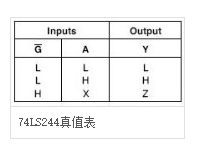 Inputs Output
G̅ A Y
L L L
L H H
H X Z
74LS244真值表